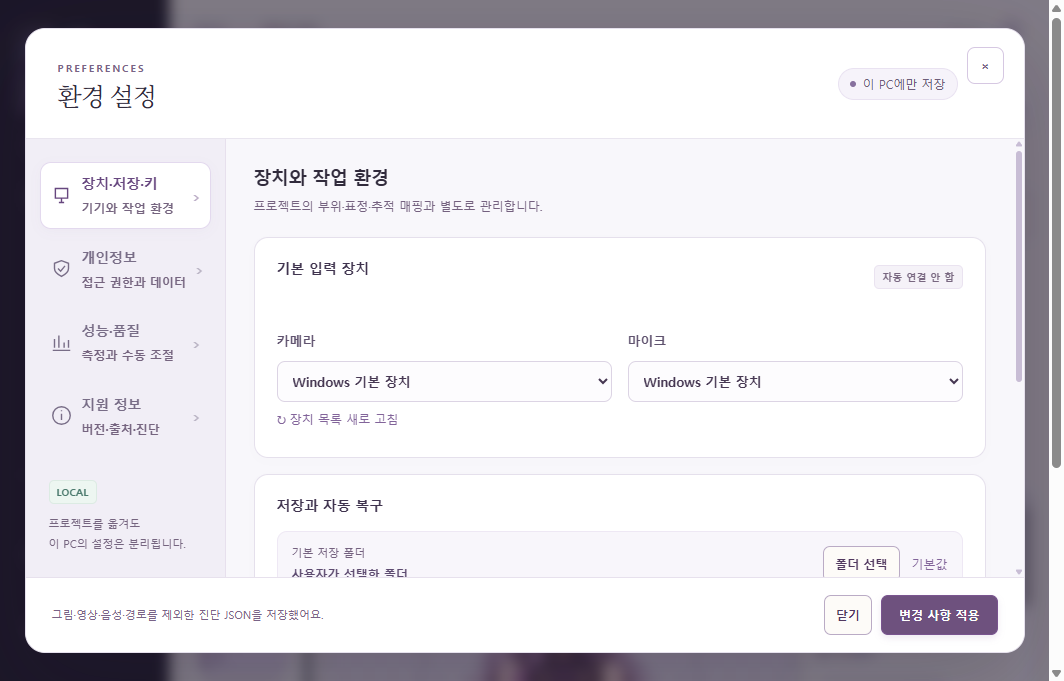 PREFERENCES
환경 설정
이 PC에만 저장
×
장치·저장·키
기기와 작업 환경
개인정보
접근 권한과 데이터
성능·품질
측정과 수동 조절
지원 정보
버전·출처·진단
LOCAL
프로젝트를 옮겨도
이 PC의 설정은 분리됩니다.
장치와 작업 환경
프로젝트의 부위·표정·추적 매핑과 별도로 관리합니다.
기본 입력 장치
자동 연결 안 함
카메라
마이크
Windows 기본 장치
Windows 기본 장치
↻ 장치 목록 새로 고침
저장과 자동 복구
기본 저장 폴더
사용자가 선택한 폴더
폴더 선택
기본값
그림·영상·음성·경로를 제외한 진단 JSON을 저장했어요.
닫기
변경 사항 적용